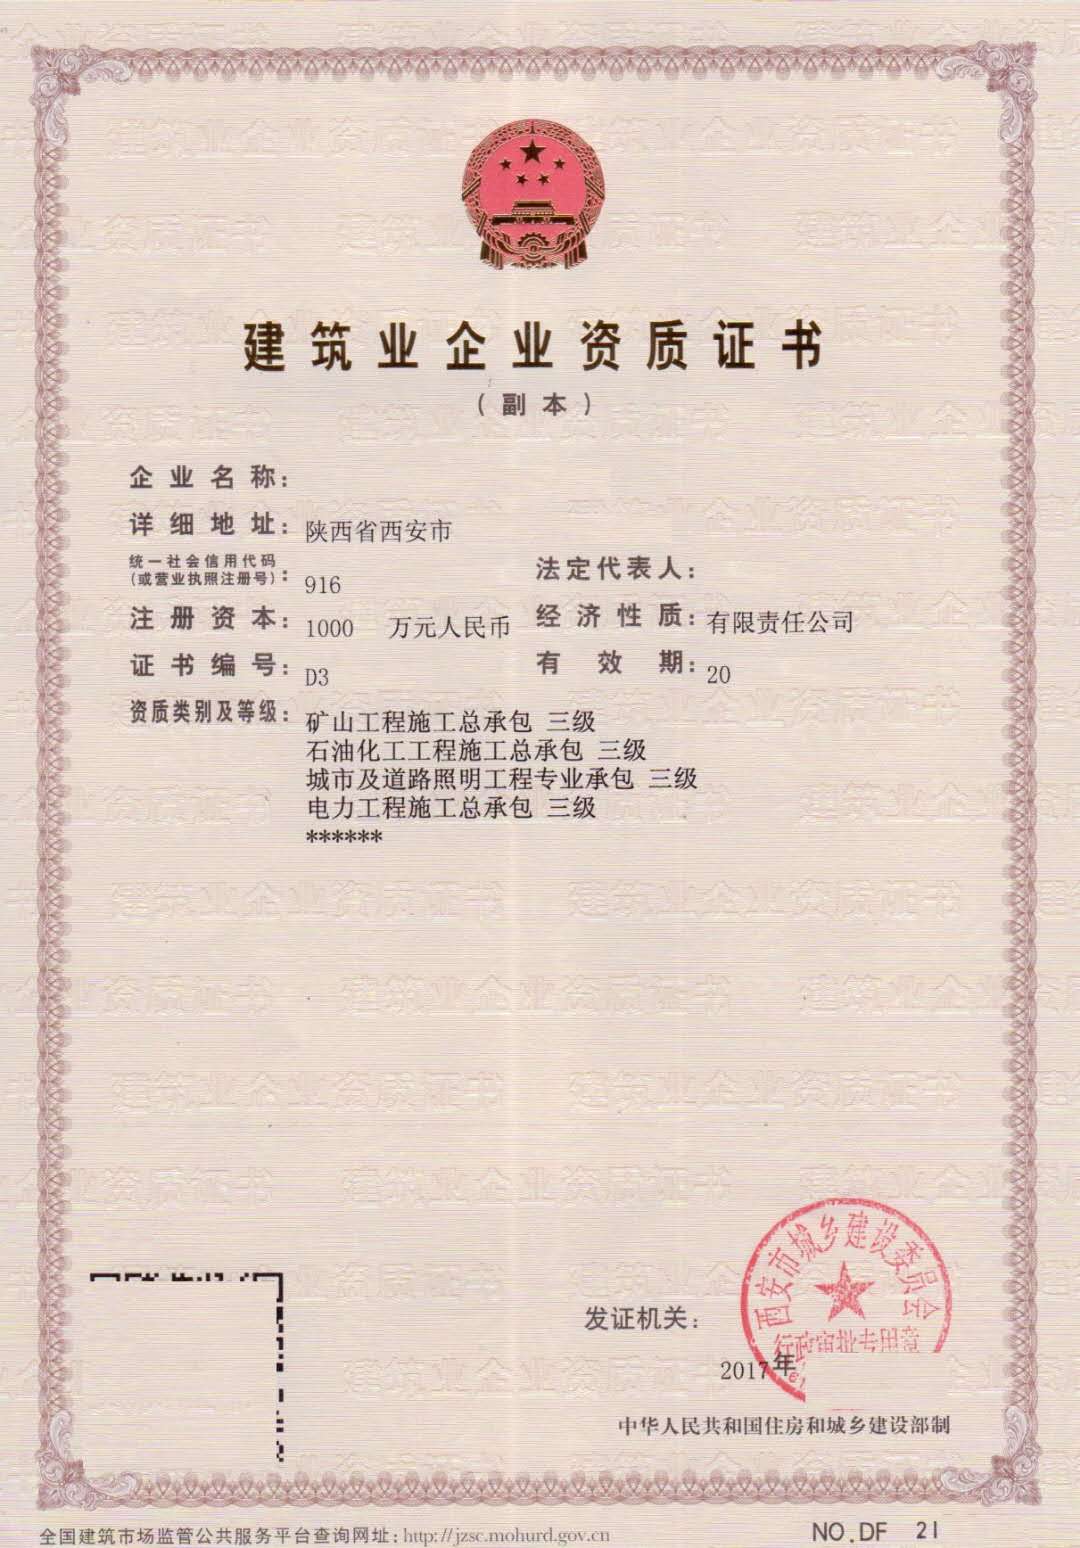 建筑业企业资质证书
（副本）
企业名称：
详细地址：陕西省西安市
统一社会信用代码
(或营业执照注册号)：916
法定代表人：
注册资本：1000 万元人民币
经济性质：有限责任公司
证书编号：D3
有效期：20
资质类别及等级：矿山工程施工总承包 三级
石油化工工程施工总承包 三级
城市及道路照明工程专业承包 三级
电力工程施工总承包 三级
******
西安市城乡建设委员会
行政审批专用章
发证机关：
2017年
中华人民共和国住房和城乡建设部制
全国建筑市场监管公共服务平台查询网址：http://jzsc.mohurd.gov.cn
NO.DF 21